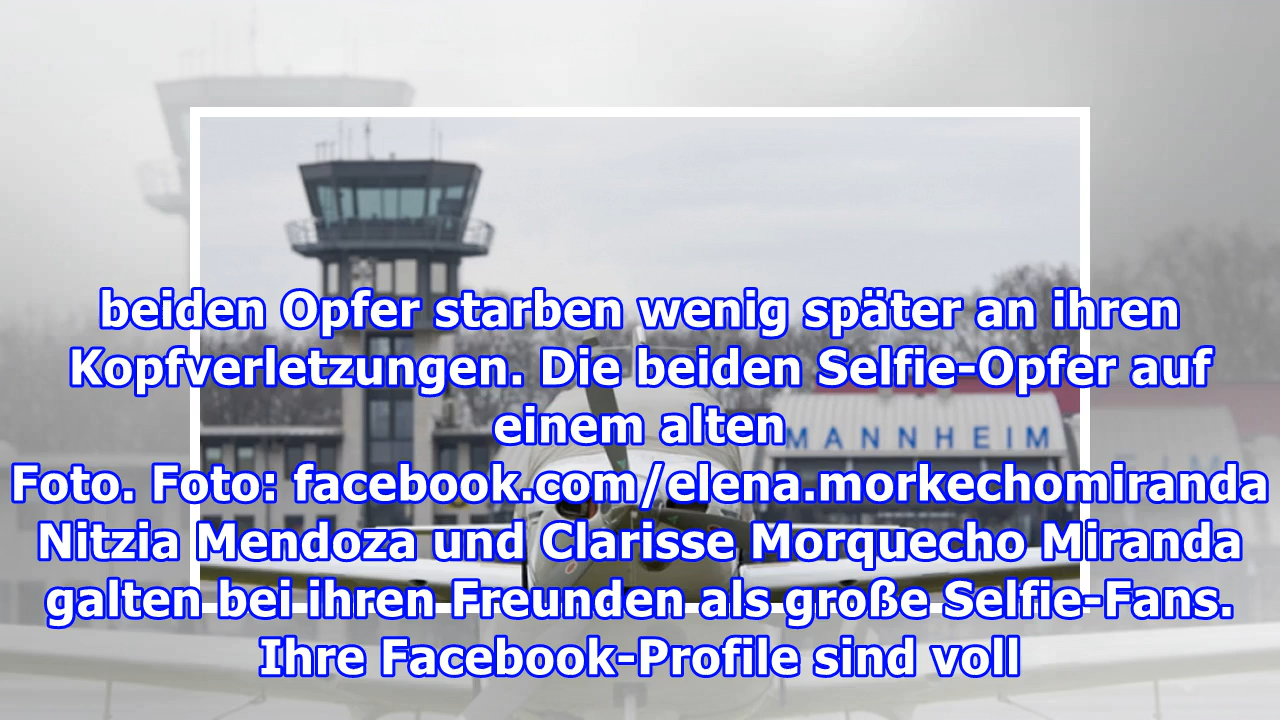 beiden Opfer starben wenig später an ihren
Kopfverletzungen. Die beiden Selfie-Opfer auf
einem alten
MANNHEIM
Foto. Foto: facebook.com/elena.morkechomiranda
Nitzia Mendoza und Clarisse Morquecho Miranda
galten bei ihren Freunden als große Selfie-Fans.
Ihre Facebook-Profile sind voll